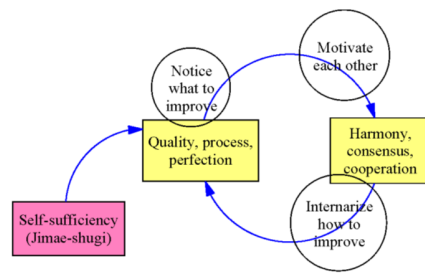 Motivate
each other
Notice
what to
improve
Quality, process,
perfection
Harmony,
consensus,
cooperation
Self-sufficiency
(Jimae-shugi)
Internarize
how to
improve